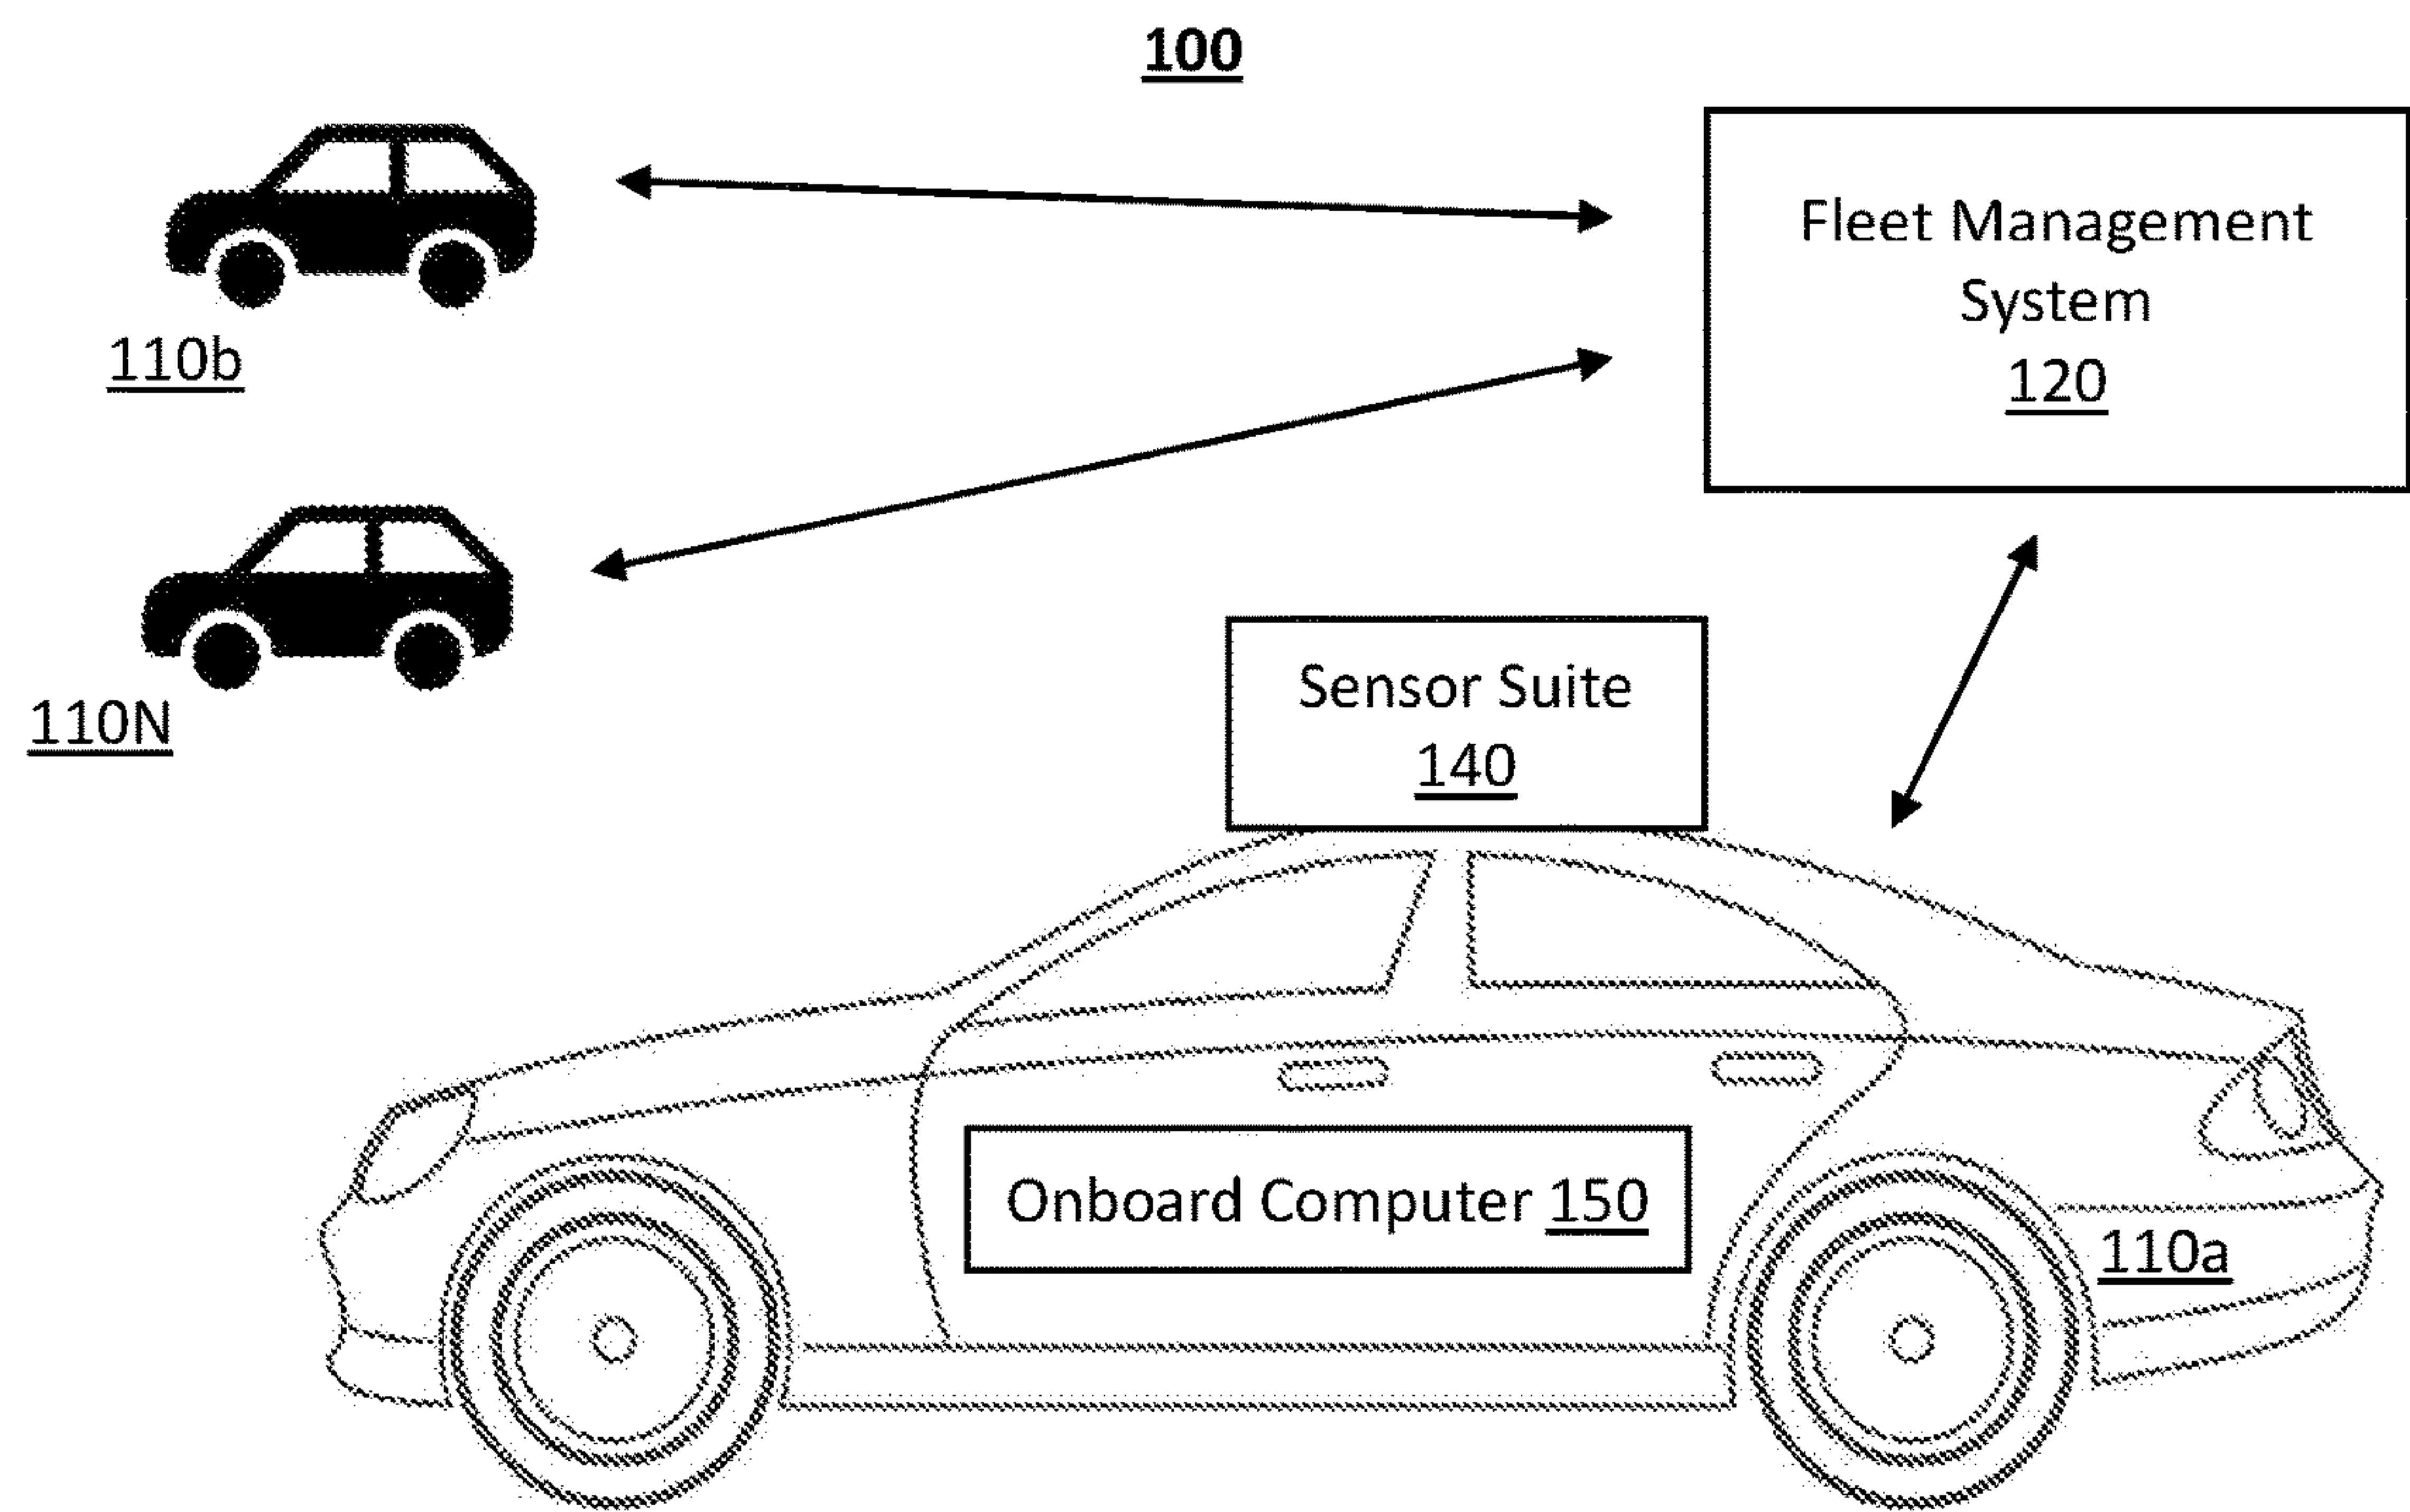 100
110b
Fleet Management
System
120
110N
Sensor Suite
140
Onboard Computer 150
110a